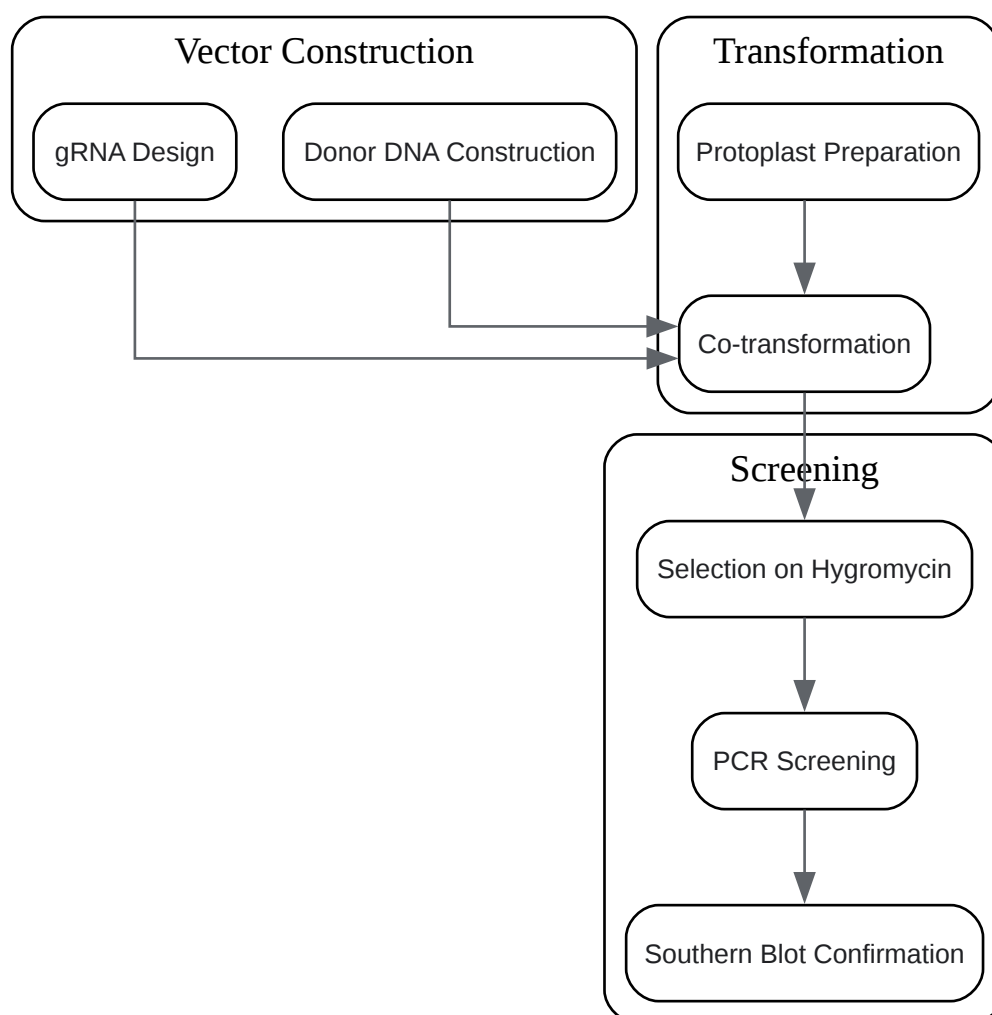 Vector Construction
gRNA Design
Donor DNA Construction
Transformation
Protoplast Preparation
Co-transformation
Screening
Selection on Hygromycin
PCR Screening
Southern Blot Confirmation